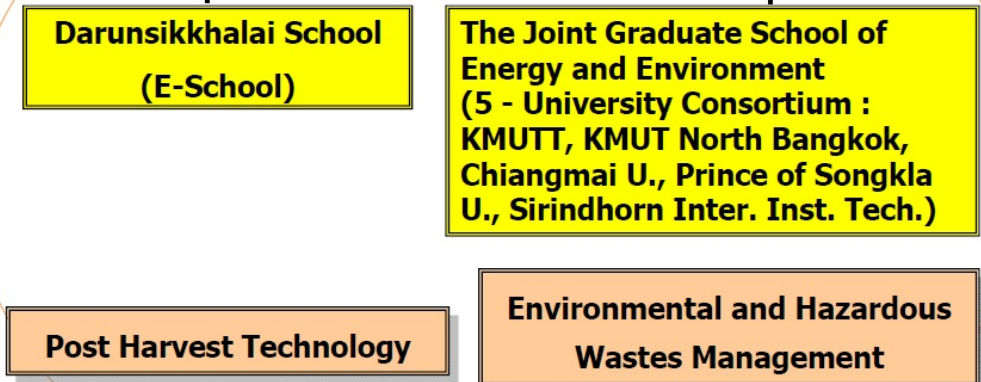 Darunsikkhalai School
(E-School)
The Joint Graduate School of
Energy and Environment
(5 - University Consortium :
KMUTT, KMUT North Bangkok,
Chiangmai U., Prince of Songkla
U., Sirindhorn Inter. Inst. Tech.)
Post Harvest Technology
Environmental and Hazardous
Wastes Management